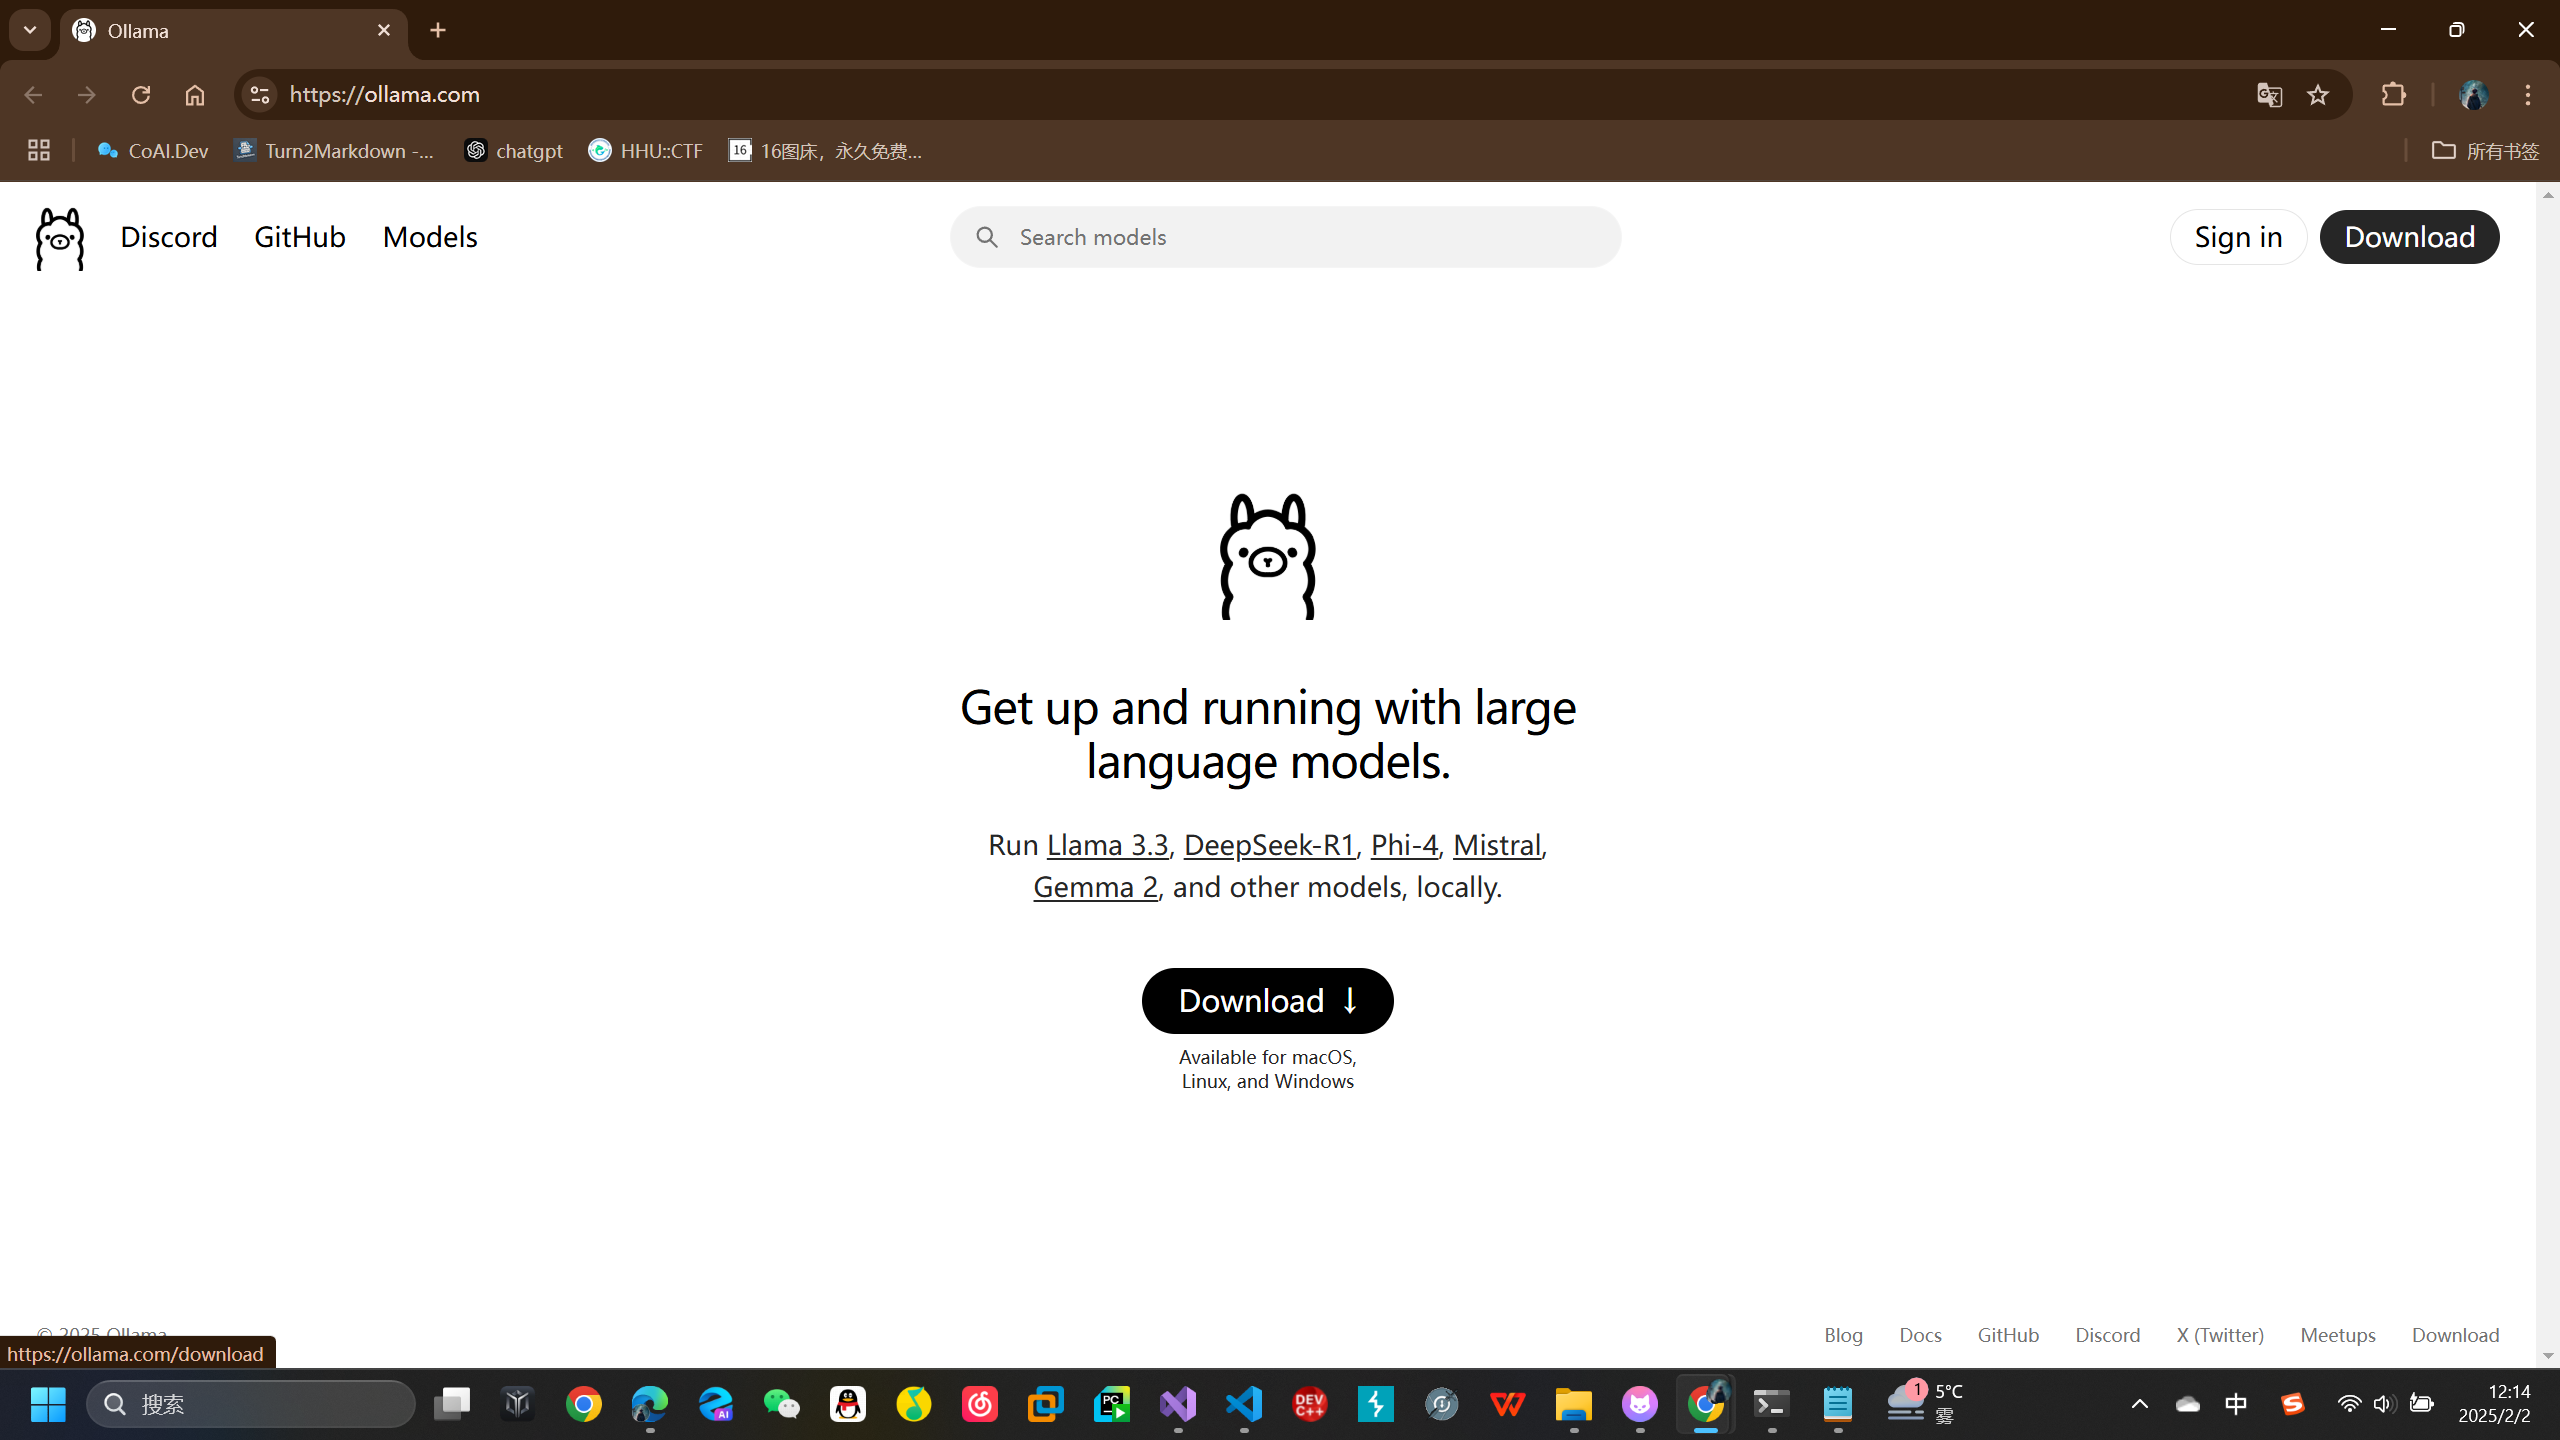 Ollama
https://ollama.com
CoAI.Dev
Turn2Markdown -...
chatgpt
HHU::CTF
16
16图床，永久免费...
所有书签
Discord
GitHub
Models
Search models
Sign in
Download
Get up and running with large
language models.
Run Llama 3.3, DeepSeek-R1, Phi-4, Mistral,
Gemma 2, and other models, locally.
Download ↓
Available for macOS,
Linux, and Windows
© 2025 Ollama
Blog
Docs
GitHub
Discord
X (Twitter)
Meetups
Download
https://ollama.com/download
搜索
AI
PC
DEV
C++
1
5°C
雾
中
12:14
2025/2/2